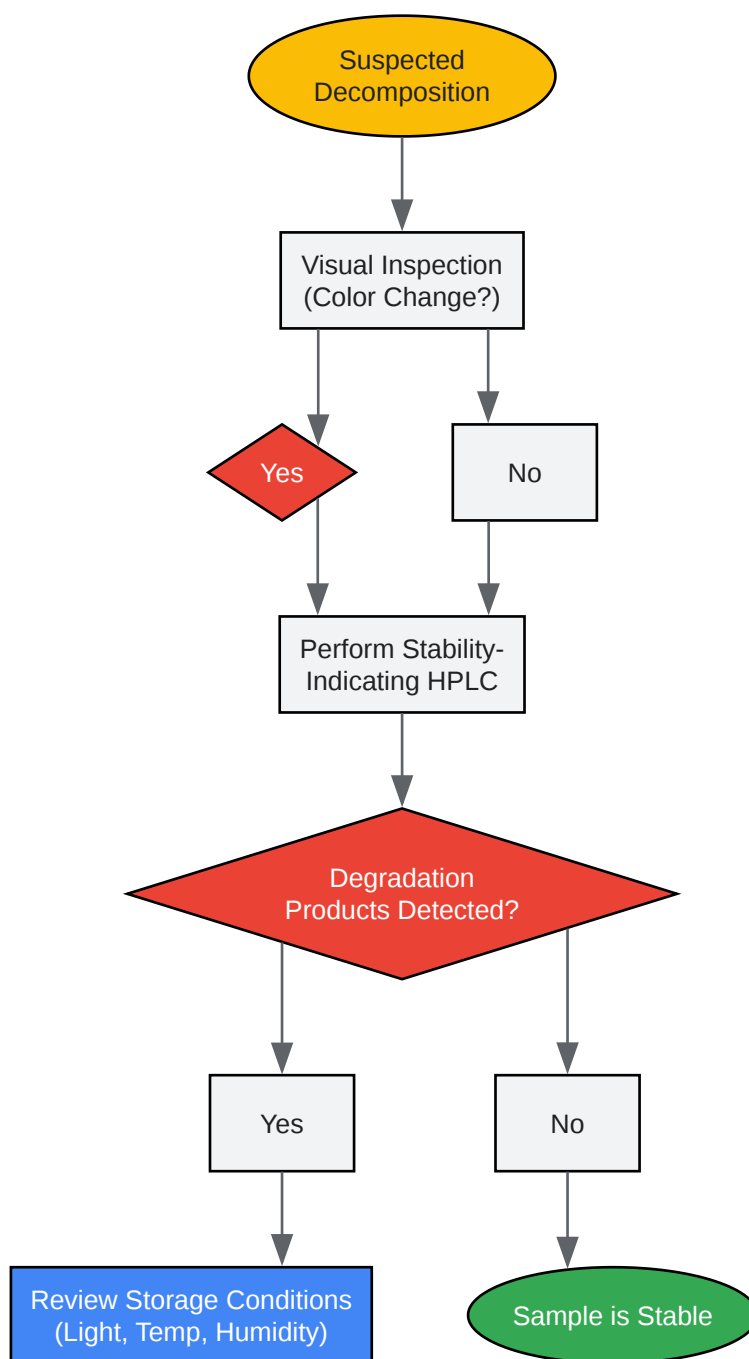 Suspected
Decomposition
Visual Inspection
(Color Change?)
Yes
No
Perform Stability-
Indicating HPLC
Degradation
Products Detected?
Yes
No
Review Storage Conditions
(Light, Temp, Humidity)
Sample is Stable